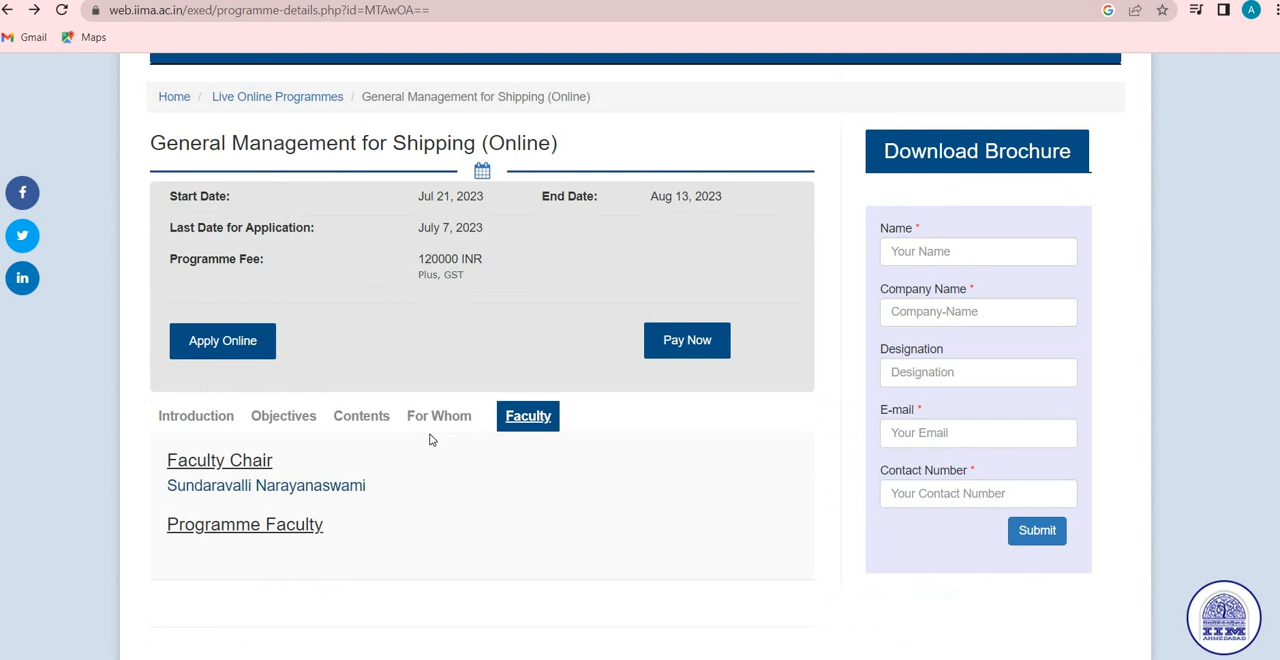 web.iima.ac.in/exed/programme-details.php?id=MTAwOA==
A
Gmail Maps
Home / Live Online Programmes / General Management for Shipping (Online)
General Management for Shipping (Online)
Start Date: Jul 21, 2023 End Date: Aug 13, 2023
Last Date for Application: July 7, 2023
Programme Fee: 120000 INR
Plus, GST
Apply Online Pay Now
Introduction Objectives Contents For Whom Faculty
Faculty Chair
Sundaravalli Narayanaswami
Programme Faculty
Download Brochure
Name *
Your Name
Company Name *
Company-Name
Designation
Designation
E-mail *
Your Email
Contact Number *
Your Contact Number
Submit
IIM
AHMEDABAD